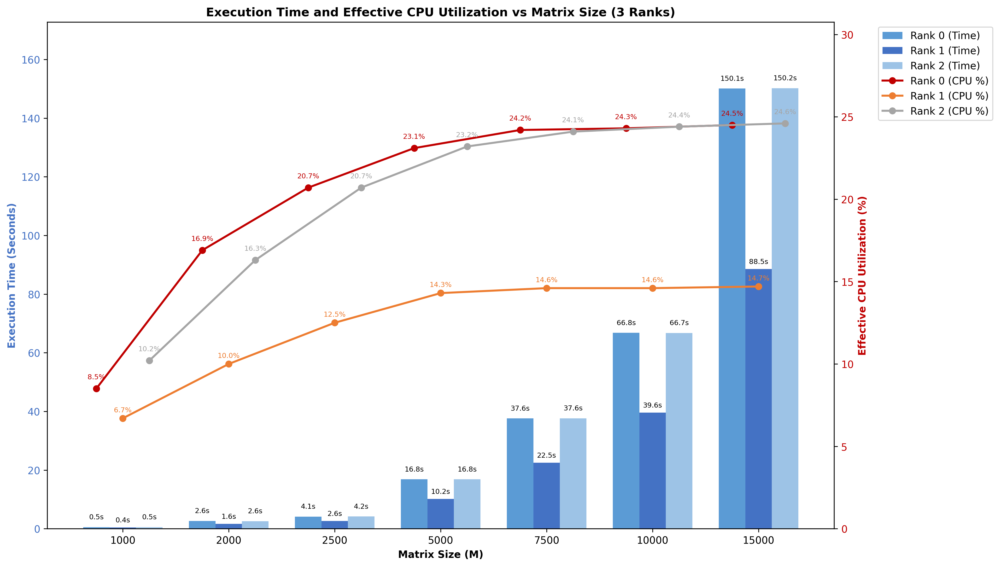 Execution Time and Effective CPU Utilization vs Matrix Size (3 Ranks)
Execution Time (Seconds)
160
140
120
100
80
60
40
20
0
30
25
20
15
10
5
0
Effective CPU Utilization (%)
Rank 0 (Time)
Rank 1 (Time)
Rank 2 (Time)
Rank 0 (CPU %)
Rank 1 (CPU %)
Rank 2 (CPU %)
8.5%
16.9%
20.7%
23.1%
24.2%
24.3%
24.5%
10.2%
16.3%
20.7%
23.2%
24.1%
24.4%
24.6%
6.7%
10.0%
12.5%
14.3%
14.6%
14.6%
14.7%
0.5s 0.4s 0.5s
2.6s 1.6s 2.6s
4.1s 2.6s 4.2s
16.8s 10.2s 16.8s
37.6s 22.5s 37.6s
66.8s 39.6s 66.7s
150.1s 88.5s 150.2s
1000 2000 2500 5000 7500 10000 15000
Matrix Size (M)